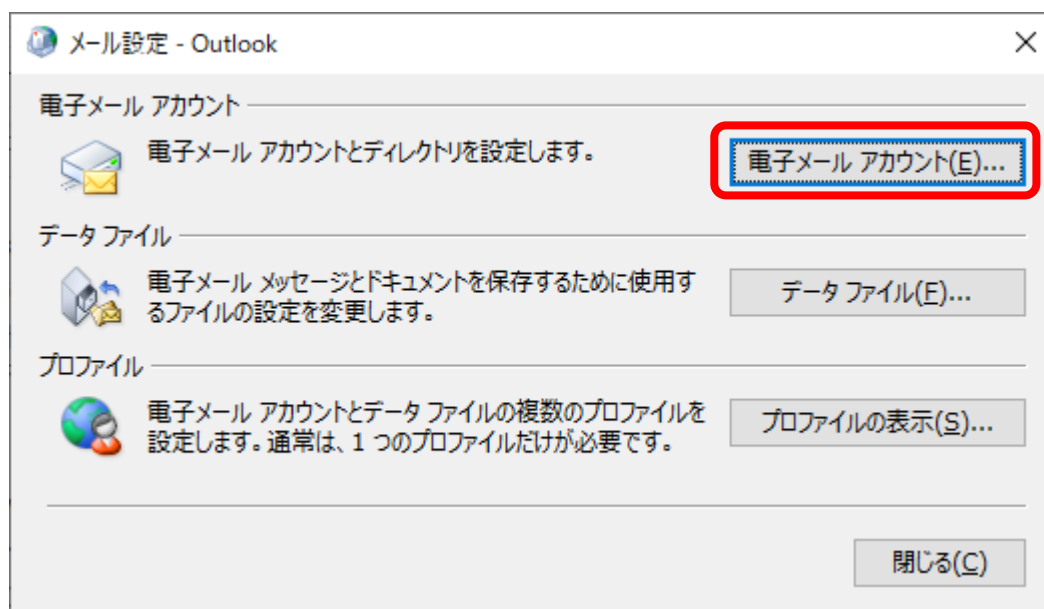 メール設定 - Outlook
電子メール アカウント
電子メール アカウントとディレクトリを設定します。
電子メール アカウント(E)...
データ ファイル
電子メール メッセージとドキュメントを保存するために使用す
るファイルの設定を変更します。
データ ファイル(F)...
プロファイル
電子メール アカウントとデータ ファイルの複数のプロファイルを
設定します。通常は、1 つのプロファイルだけが必要です。
プロファイルの表示(S)...
閉じる(C)